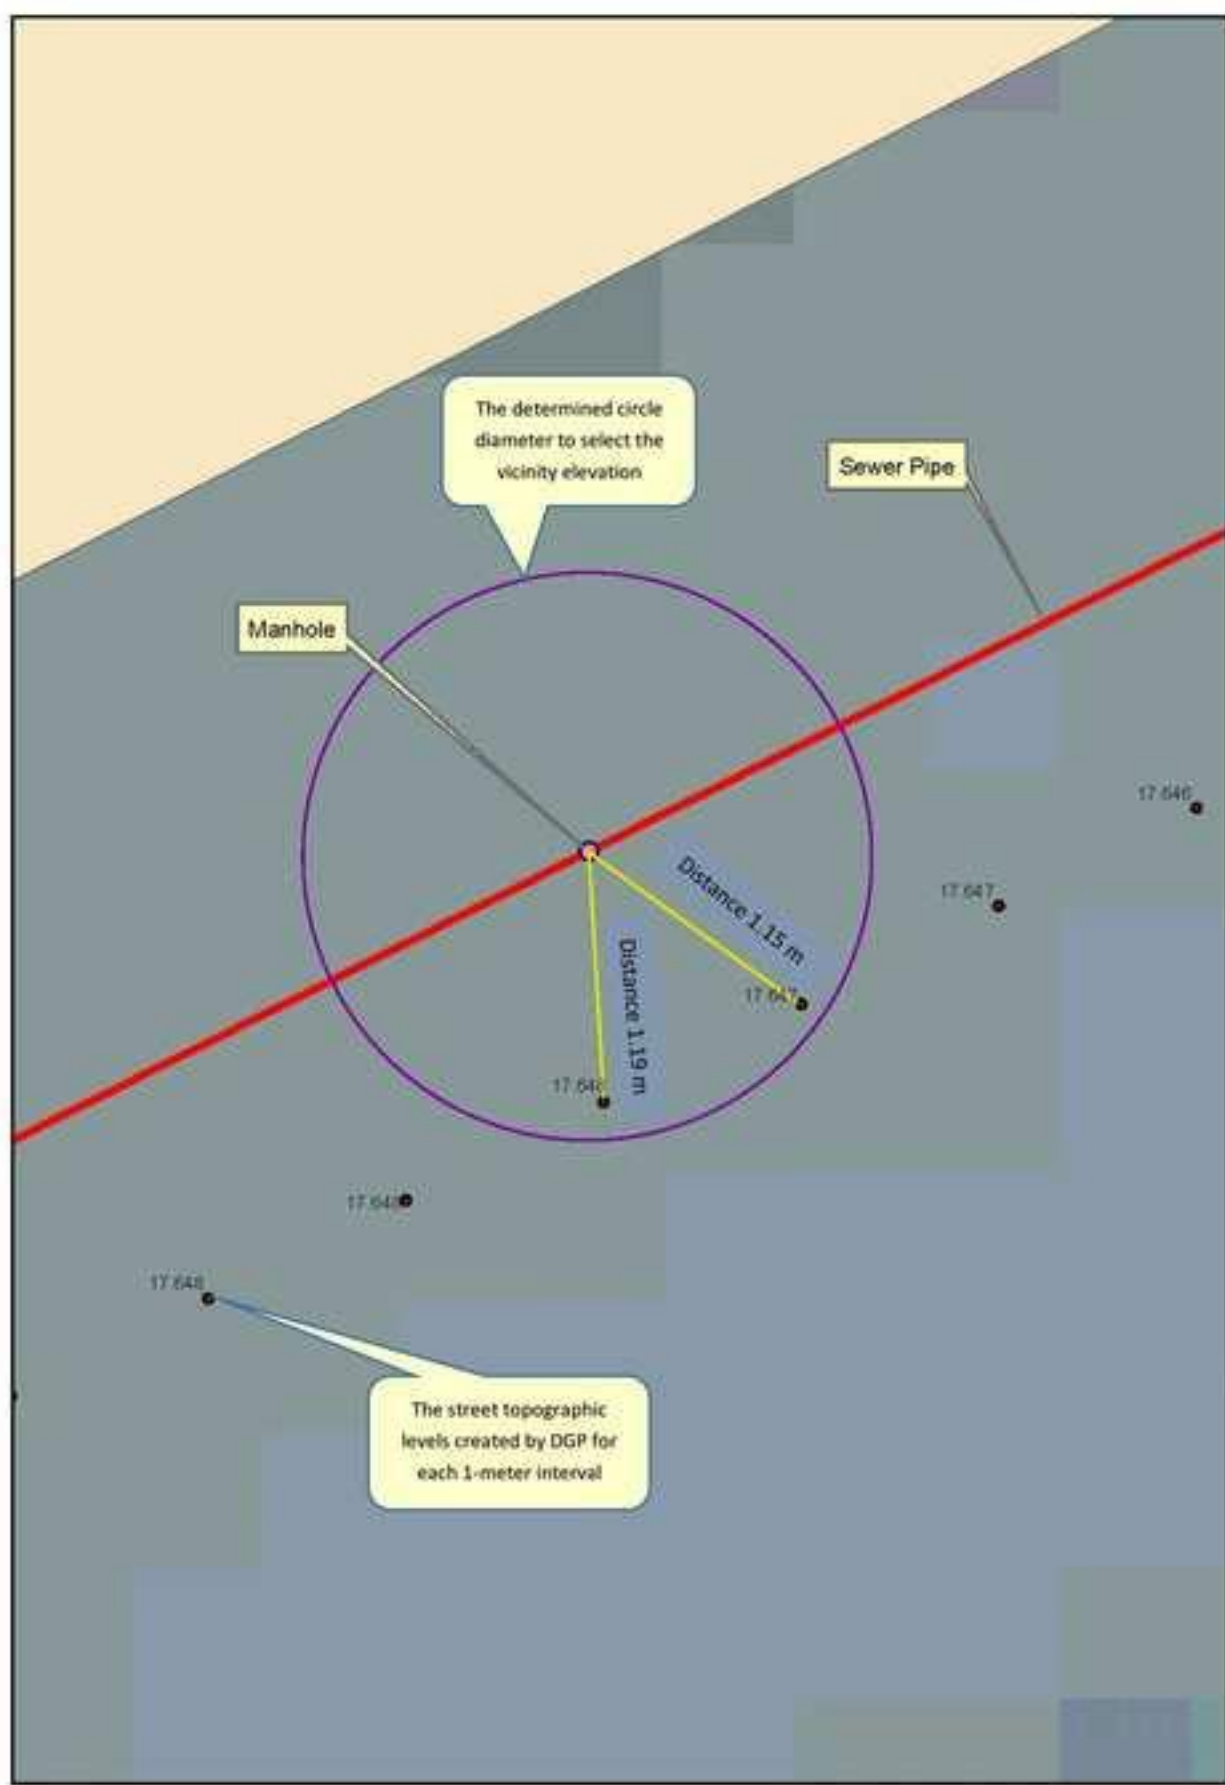 The determined circle
diameter to select the
vicinity elevation
Sewer Pipe
Manhole
17.646
Distance 1.15 m
17.647
Distance 1.19 m
17.648
The street topographic
levels created by DGP for
each 1-meter interval